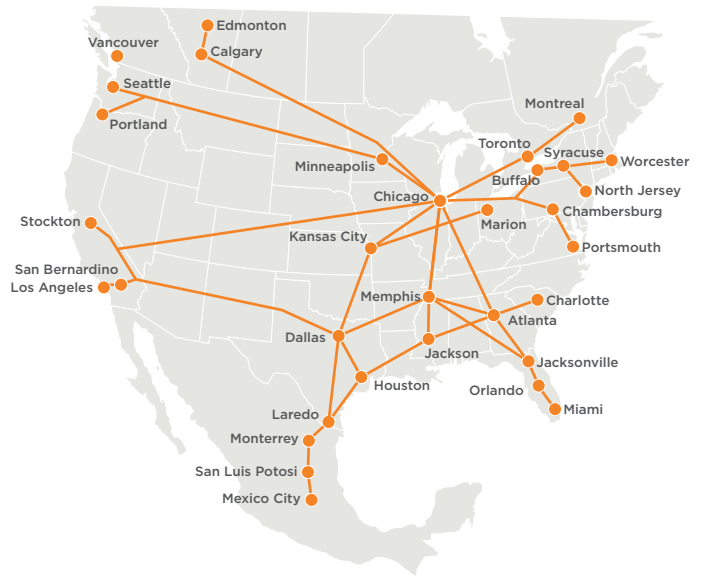 Edmonton
Vancouver
Calgary
Seattle
Montreal
Portland
Toronto
Syracuse
Worcester
Minneapolis
Buffalo
North Jersey
Chicago
Chambersburg
Stockton
Marion
Kansas City
Portsmouth
San Bernardino
Los Angeles
Memphis
Charlotte
Atlanta
Dallas
Jackson
Jacksonville
Houston
Orlando
Miami
Laredo
Monterrey
San Luis Potosi
Mexico City